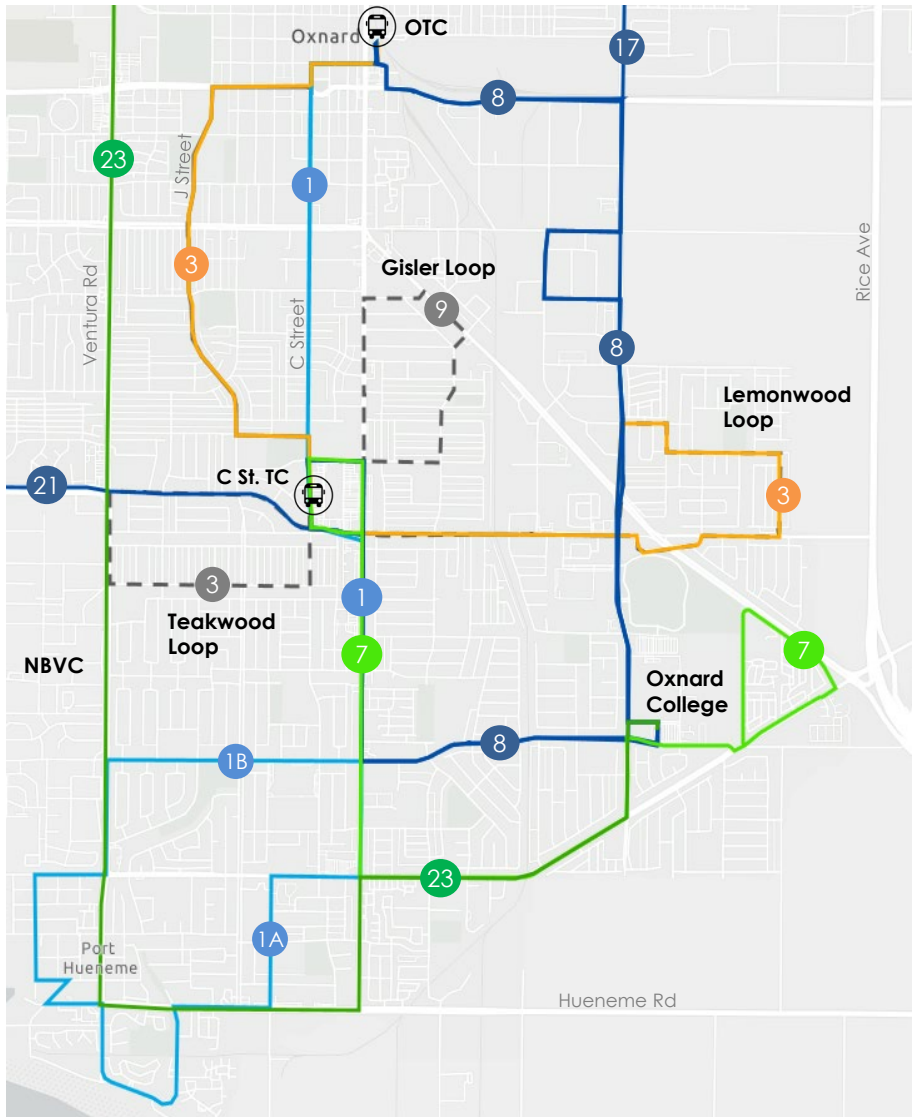 OTC
Oxnard
17
8
23
J Street
1
3
Gisler Loop
9
Ventura Rd
C Street
Rice Ave
8
Lemonwood
Loop
C St. TC
21
3
3
1
Teakwood
Loop
7
7
NBVC
Oxnard
College
8
1B
23
1A
Port
Hueneme
Hueneme Rd